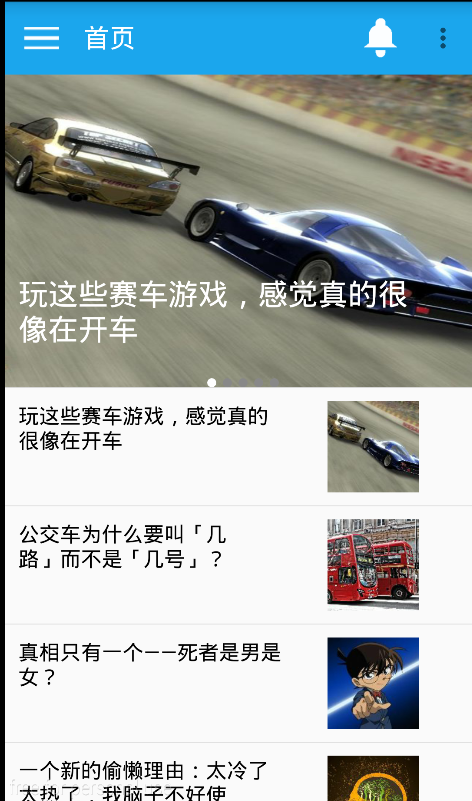 首页
NISSA
玩这些赛车游戏，感觉真的很
像在开车
玩这些赛车游戏，感觉真的
很像在开车
公交车为什么要叫「几
路」而不是「几号」？
真相只有一个——死者是男是
女？
一个新的偷懒理由：太冷了
太热了，我脑子不好使